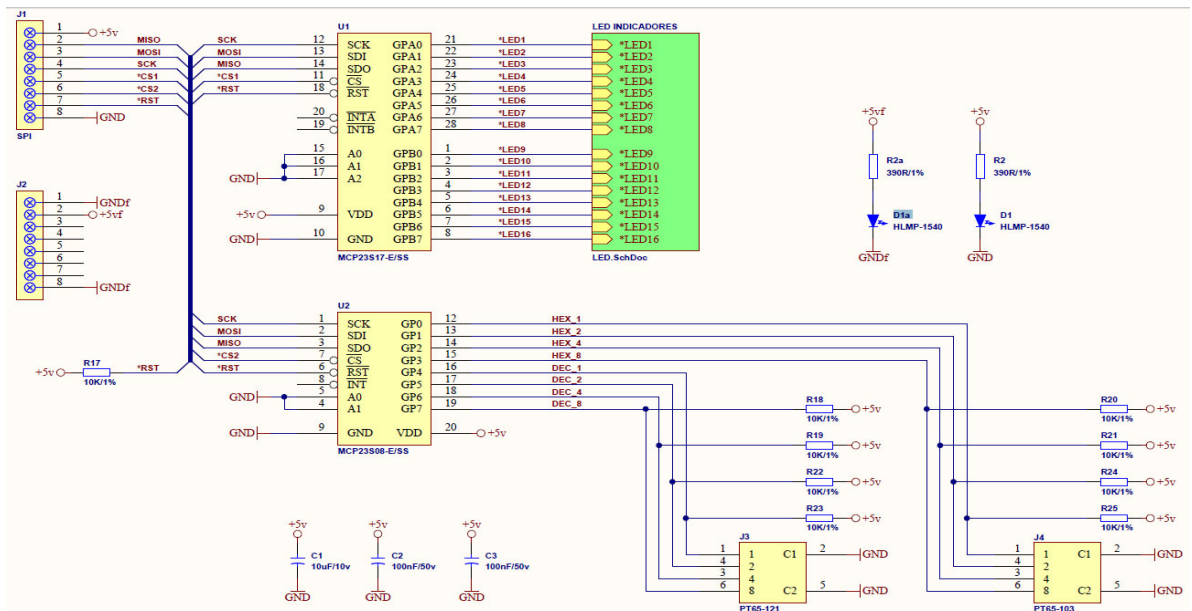 J1
1
+5v
2
MISO
3
MOSI
4
SCK
5
*CS1
6
*CS2
7
*RST
8
GND
SPI
J2
1
GNDf
2
+5vf
3
4
5
6
7
8
GNDf
U1
SCK 12 SCK GPA0 21 *LED1
MOSI 13 SDI GPA1 22 *LED2
MISO 14 SDO GPA2 23 *LED3
*CS1 11 CS GPA3 24 *LED4
*RST 18 RST GPA4 25 *LED5
GPA5 26 *LED6
20 INTA GPA6 27 *LED7
19 INTB GPA7 28 *LED8
15 A0 GPB0 1 *LED9
16 A1 GPB1 2 *LED10
GND 17 A2 GPB2 3 *LED11
GPB3 4 *LED12
GPB4 5 *LED13
+5v 9 VDD GPB5 6 *LED14
GPB6 7 *LED15
GND 10 GND GPB7 8 *LED16
MCP23S17-E/SS
LED INDICADORES
*LED1
*LED2
*LED3
*LED4
*LED5
*LED6
*LED7
*LED8
*LED9
*LED10
*LED11
*LED12
*LED13
*LED14
*LED15
*LED16
LED.SchDoc
+5vf
R2a
390R/1%
D1a
HLMP-1540
GNDf
+5v
R2
390R/1%
D1
HLMP-1540
GND
U2
SCK 1 SCK GP0 12 HEX_1
MOSI 2 SDI GP1 13 HEX_2
MISO 3 SDO GP2 14 HEX_4
*CS2 7 CS GP3 15 HEX_8
*RST 6 RST GP4 16 DEC_1
8 INT GP5 17 DEC_2
GND 5 A0 GP6 18 DEC_4
4 A1 GP7 19 DEC_8
GND 9 GND VDD 20 +5v
MCP23S08-E/SS
R17
+5v *RST
10K/1%
R18
+5v
10K/1%
R19
+5v
10K/1%
R22
+5v
10K/1%
R23
+5v
10K/1%
R20
+5v
10K/1%
R21
+5v
10K/1%
R24
+5v
10K/1%
R25
+5v
10K/1%
+5v
C1
10uF/10v
GND
+5v
C2
100nF/50v
GND
+5v
C3
100nF/50v
GND
J3
1 1 C1 2 GND
4 2
3 4
6 8 C2 5 GND
PT65-121
J4
1 1 C1 2 GND
4 2
3 4
6 8 C2 5 GND
PT65-103